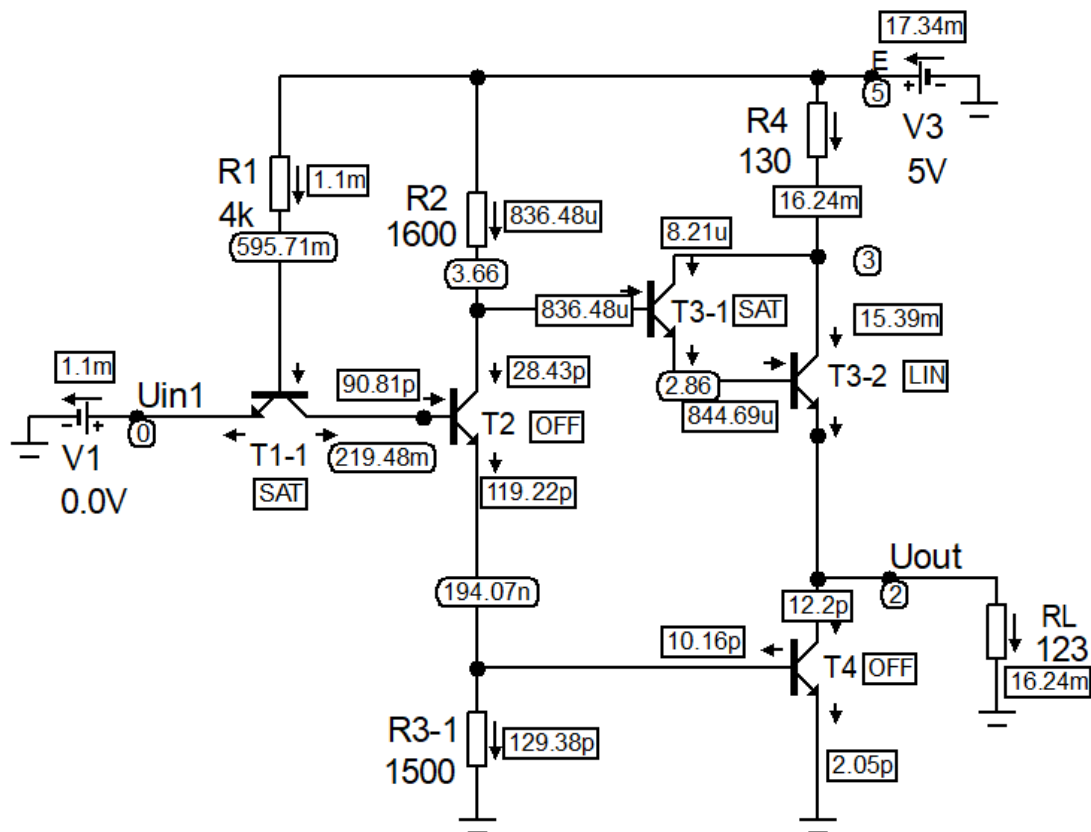 17.34m
E
5
+ -
V3
5V
R4
130
16.24m
R1
4k
1.1m
595.71m
R2
1600
836.48u
3.66
8.21u
3
836.48u
T3-1
SAT
15.39m
T3-2
LIN
2.86
844.69u
1.1m
Uin1
- +
0
V1
0.0V
90.81p
28.43p
T2
OFF
T1-1
SAT
219.48m
119.22p
194.07n
Uout
2
12.2p
RL
123
16.24m
10.16p
T4
OFF
R3-1
1500
129.38p
2.05p